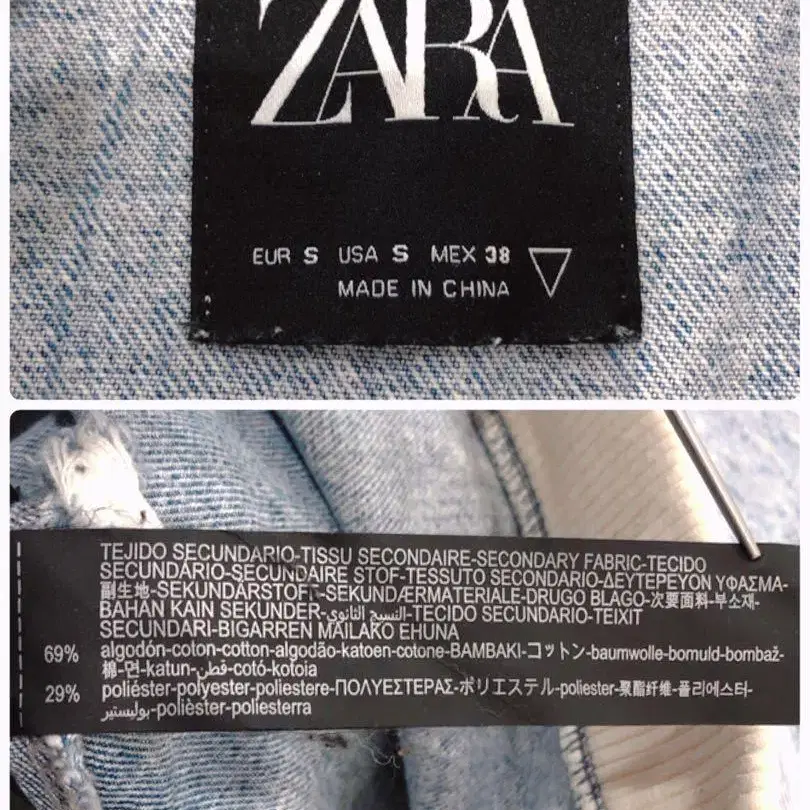 ZARA
EUR S USA S MEX 38
MADE IN CHINA
TEJIDO SECUNDARIO-TISSU SECONDAIRE-SECONDARY FABRIC-TECIDO
SECUNDÁRIO-SECUNDAIRE STOF-TESSUTO SECONDARIO-ΔΕΥΤΕΡΕΥΟΝ ΥΦΑΣΜΑ-
副生地-SEKUNDÄRSTOFF-SEKUNDÆRMATERIALE-DRUGO BLAGO-次要面料-부소재-
BAHAN KAIN SEKUNDER-النسيج الثانوي-TECIDO SECUNDARIO-TEIXIT
SECUNDARI-BIGARREN MAILAKO EHUNA
69% algodón-coton-cotton-algodão-katoen-cotone-ΒΑΜΒΑΚΙ-コットン-baumwolle-bomuld-bombaž-
棉-면-katun-قطن-cotó-kotoia
29% poliéster-polyester-poliestere-ΠΟΛΥΕΣΤΕΡΑΣ-ポリエステル-poliester-聚酯纤维-폴리에스터-
بوليستير-polièster-poliesterra